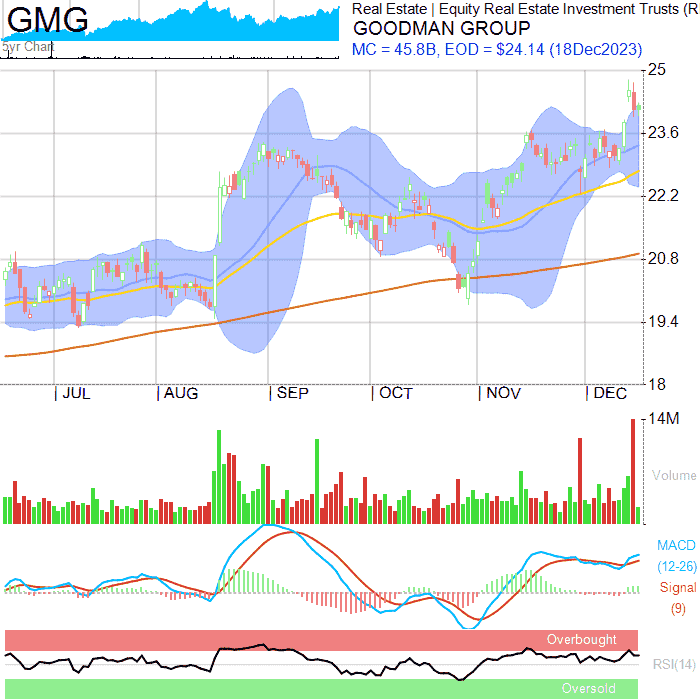 GMG
5yr Chart
Real Estate | Equity Real Estate Investment Trusts (R
GOODMAN GROUP
MC = 45.8B, EOD = $24.14 (18Dec2023)
25
23.6
22.2
20.8
19.4
18
| JUL
| AUG
| SEP
| OCT
| NOV
| DEC
14M
Volume
MACD
(12-26)
Signal
(9)
Overbought
RSI(14)
Oversold